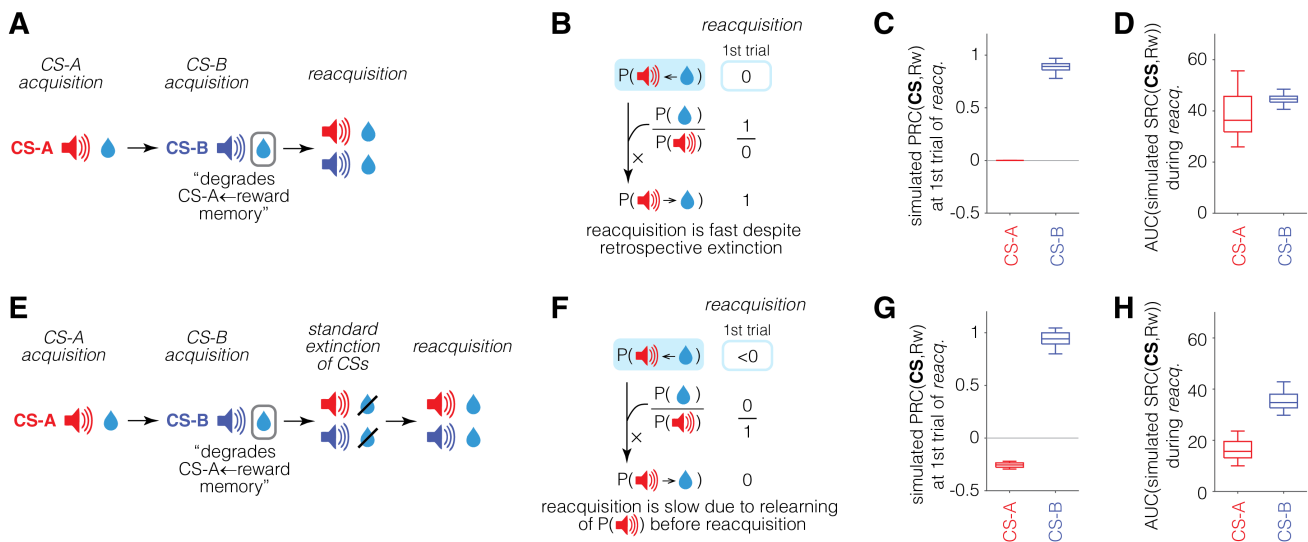 A
CS-A
acquisition
CS-B
acquisition
reacquisition
CS-A
CS-B
“degrades
CS-A←reward
memory”
B
reacquisition
1st trial
P( ← )
0
P( )
P( )
1
0
×
P( → )
1
reacquisition is fast despite
retrospective extinction
C
simulated PRC(CS,Rw)
at 1st trial of reacq.
1
0.5
0
-0.5
CS-A
CS-B
D
AUC(simulated SRC(CS,Rw))
during reacq.
60
40
20
0
CS-A
CS-B
E
CS-A
acquisition
CS-B
acquisition
standard
extinction
of CSs
reacquisition
CS-A
CS-B
“degrades
CS-A←reward
memory”
F
reacquisition
1st trial
P( ← )
<0
P( )
P( )
0
1
×
P( → )
0
reacquisition is slow due to relearning
of P( ) before reacquisition
G
simulated PRC(CS,Rw)
at 1st trial of reacq.
1
0.5
0
-0.5
CS-A
CS-B
H
AUC(simulated SRC(CS,Rw))
during reacq.
60
40
20
0
CS-A
CS-B